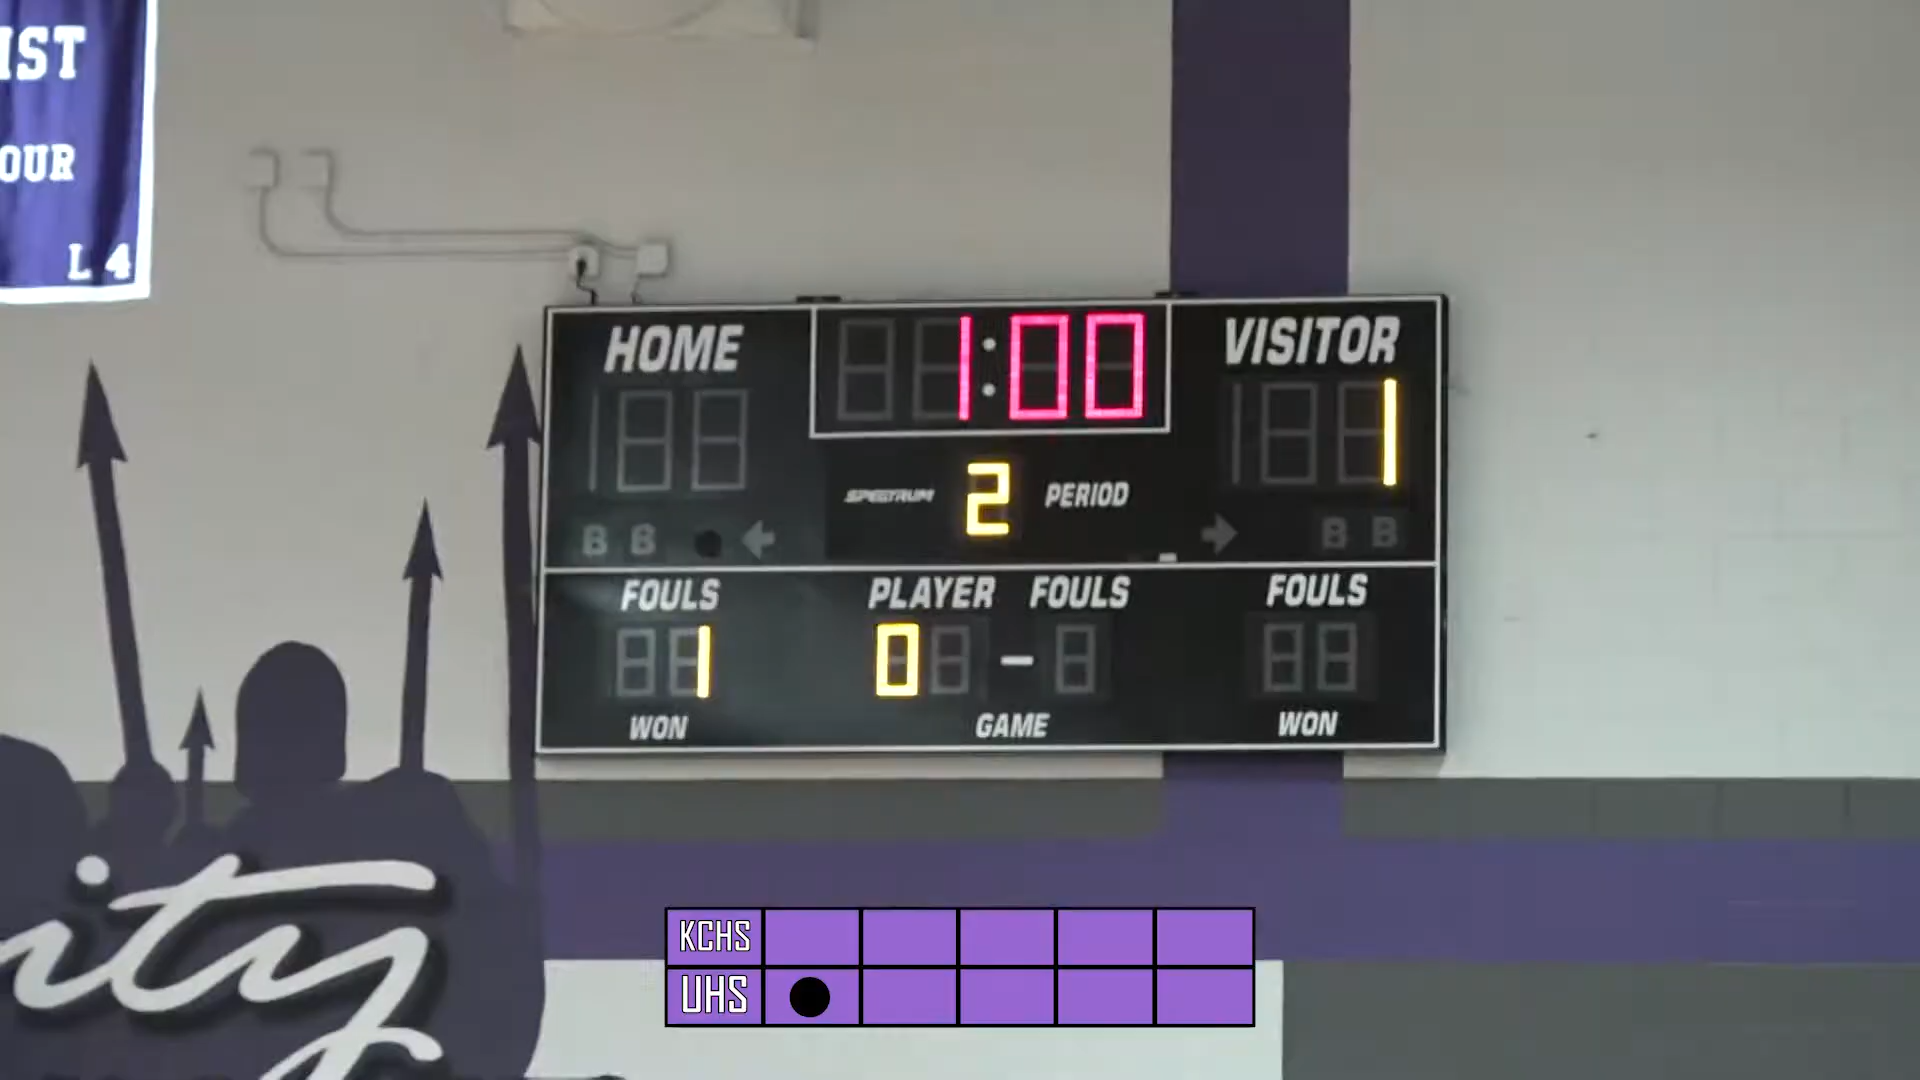 IST
OUR
L 4
HOME 1:00 VISITOR
1
SPECTRUM 2 PERIOD
B B B B
FOULS PLAYER FOULS FOULS
1 0 -
WON GAME WON
ity
KCHS
UHS